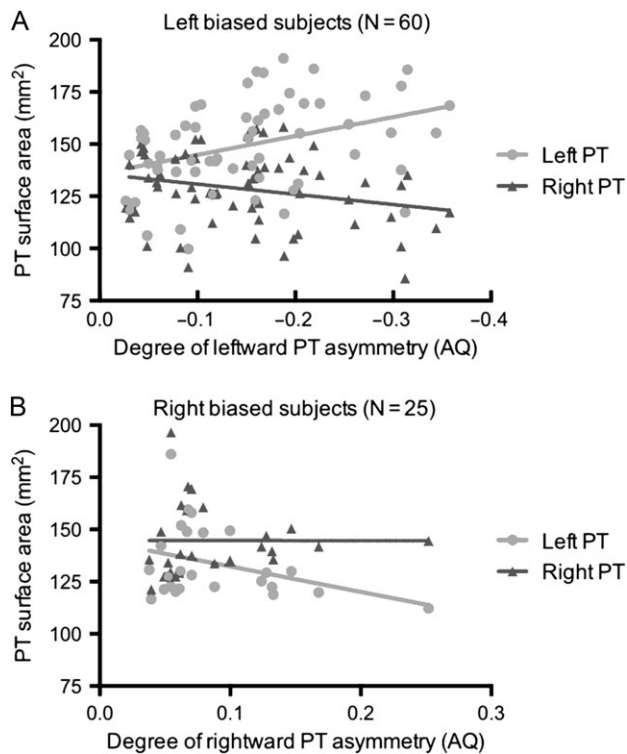 A
Left biased subjects (N = 60)
PT surface area (mm²)
200
175
150
125
100
75
0.0
–0.1
–0.2
–0.3
–0.4
Degree of leftward PT asymmetry (AQ)
Left PT
Right PT
B
Right biased subjects (N = 25)
PT surface area (mm²)
200
175
150
125
100
75
0.0
0.1
0.2
0.3
Degree of rightward PT asymmetry (AQ)
Left PT
Right PT